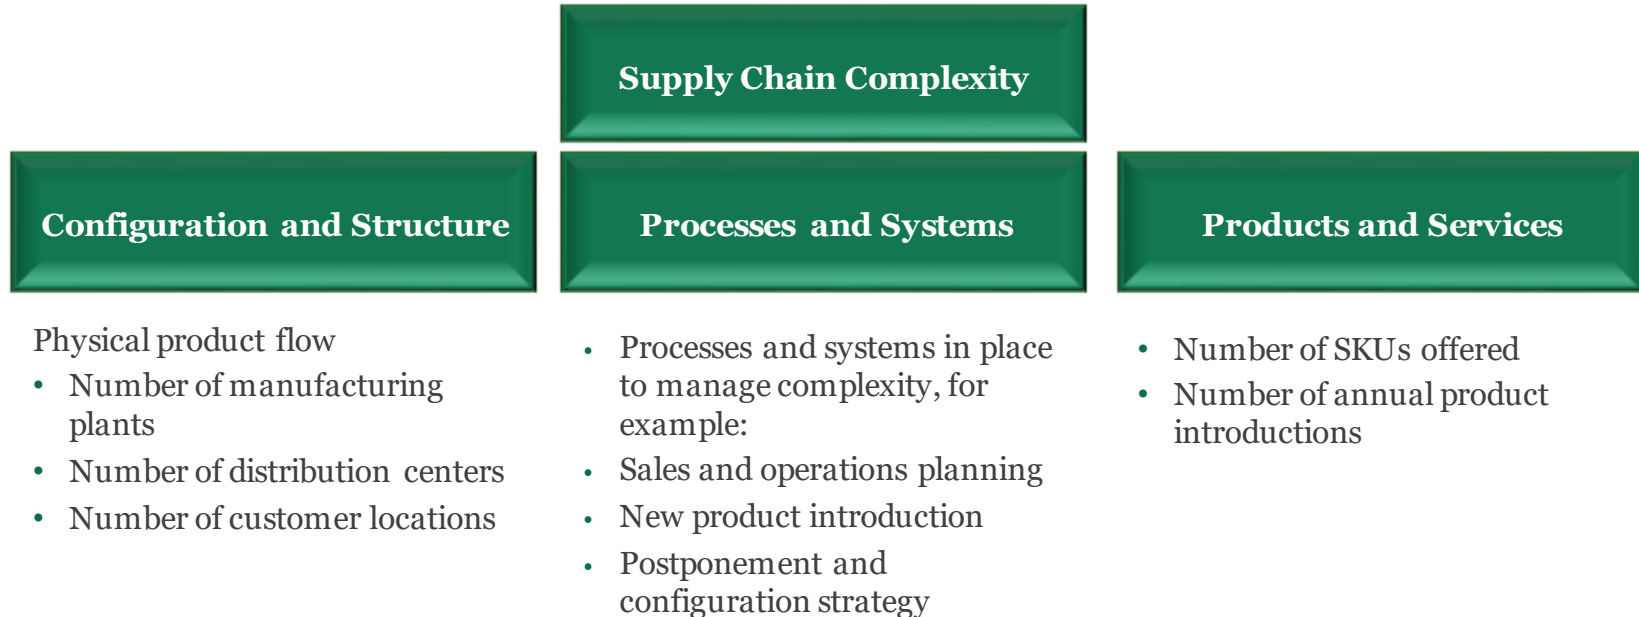 Supply Chain Complexity
Configuration and Structure
Processes and Systems
Products and Services
Physical product flow
• Number of manufacturing
plants
• Number of distribution centers
• Number of customer locations
• Processes and systems in place
to manage complexity, for
example:
• Sales and operations planning
• New product introduction
• Postponement and
configuration strategy
• Number of SKUs offered
• Number of annual product
introductions